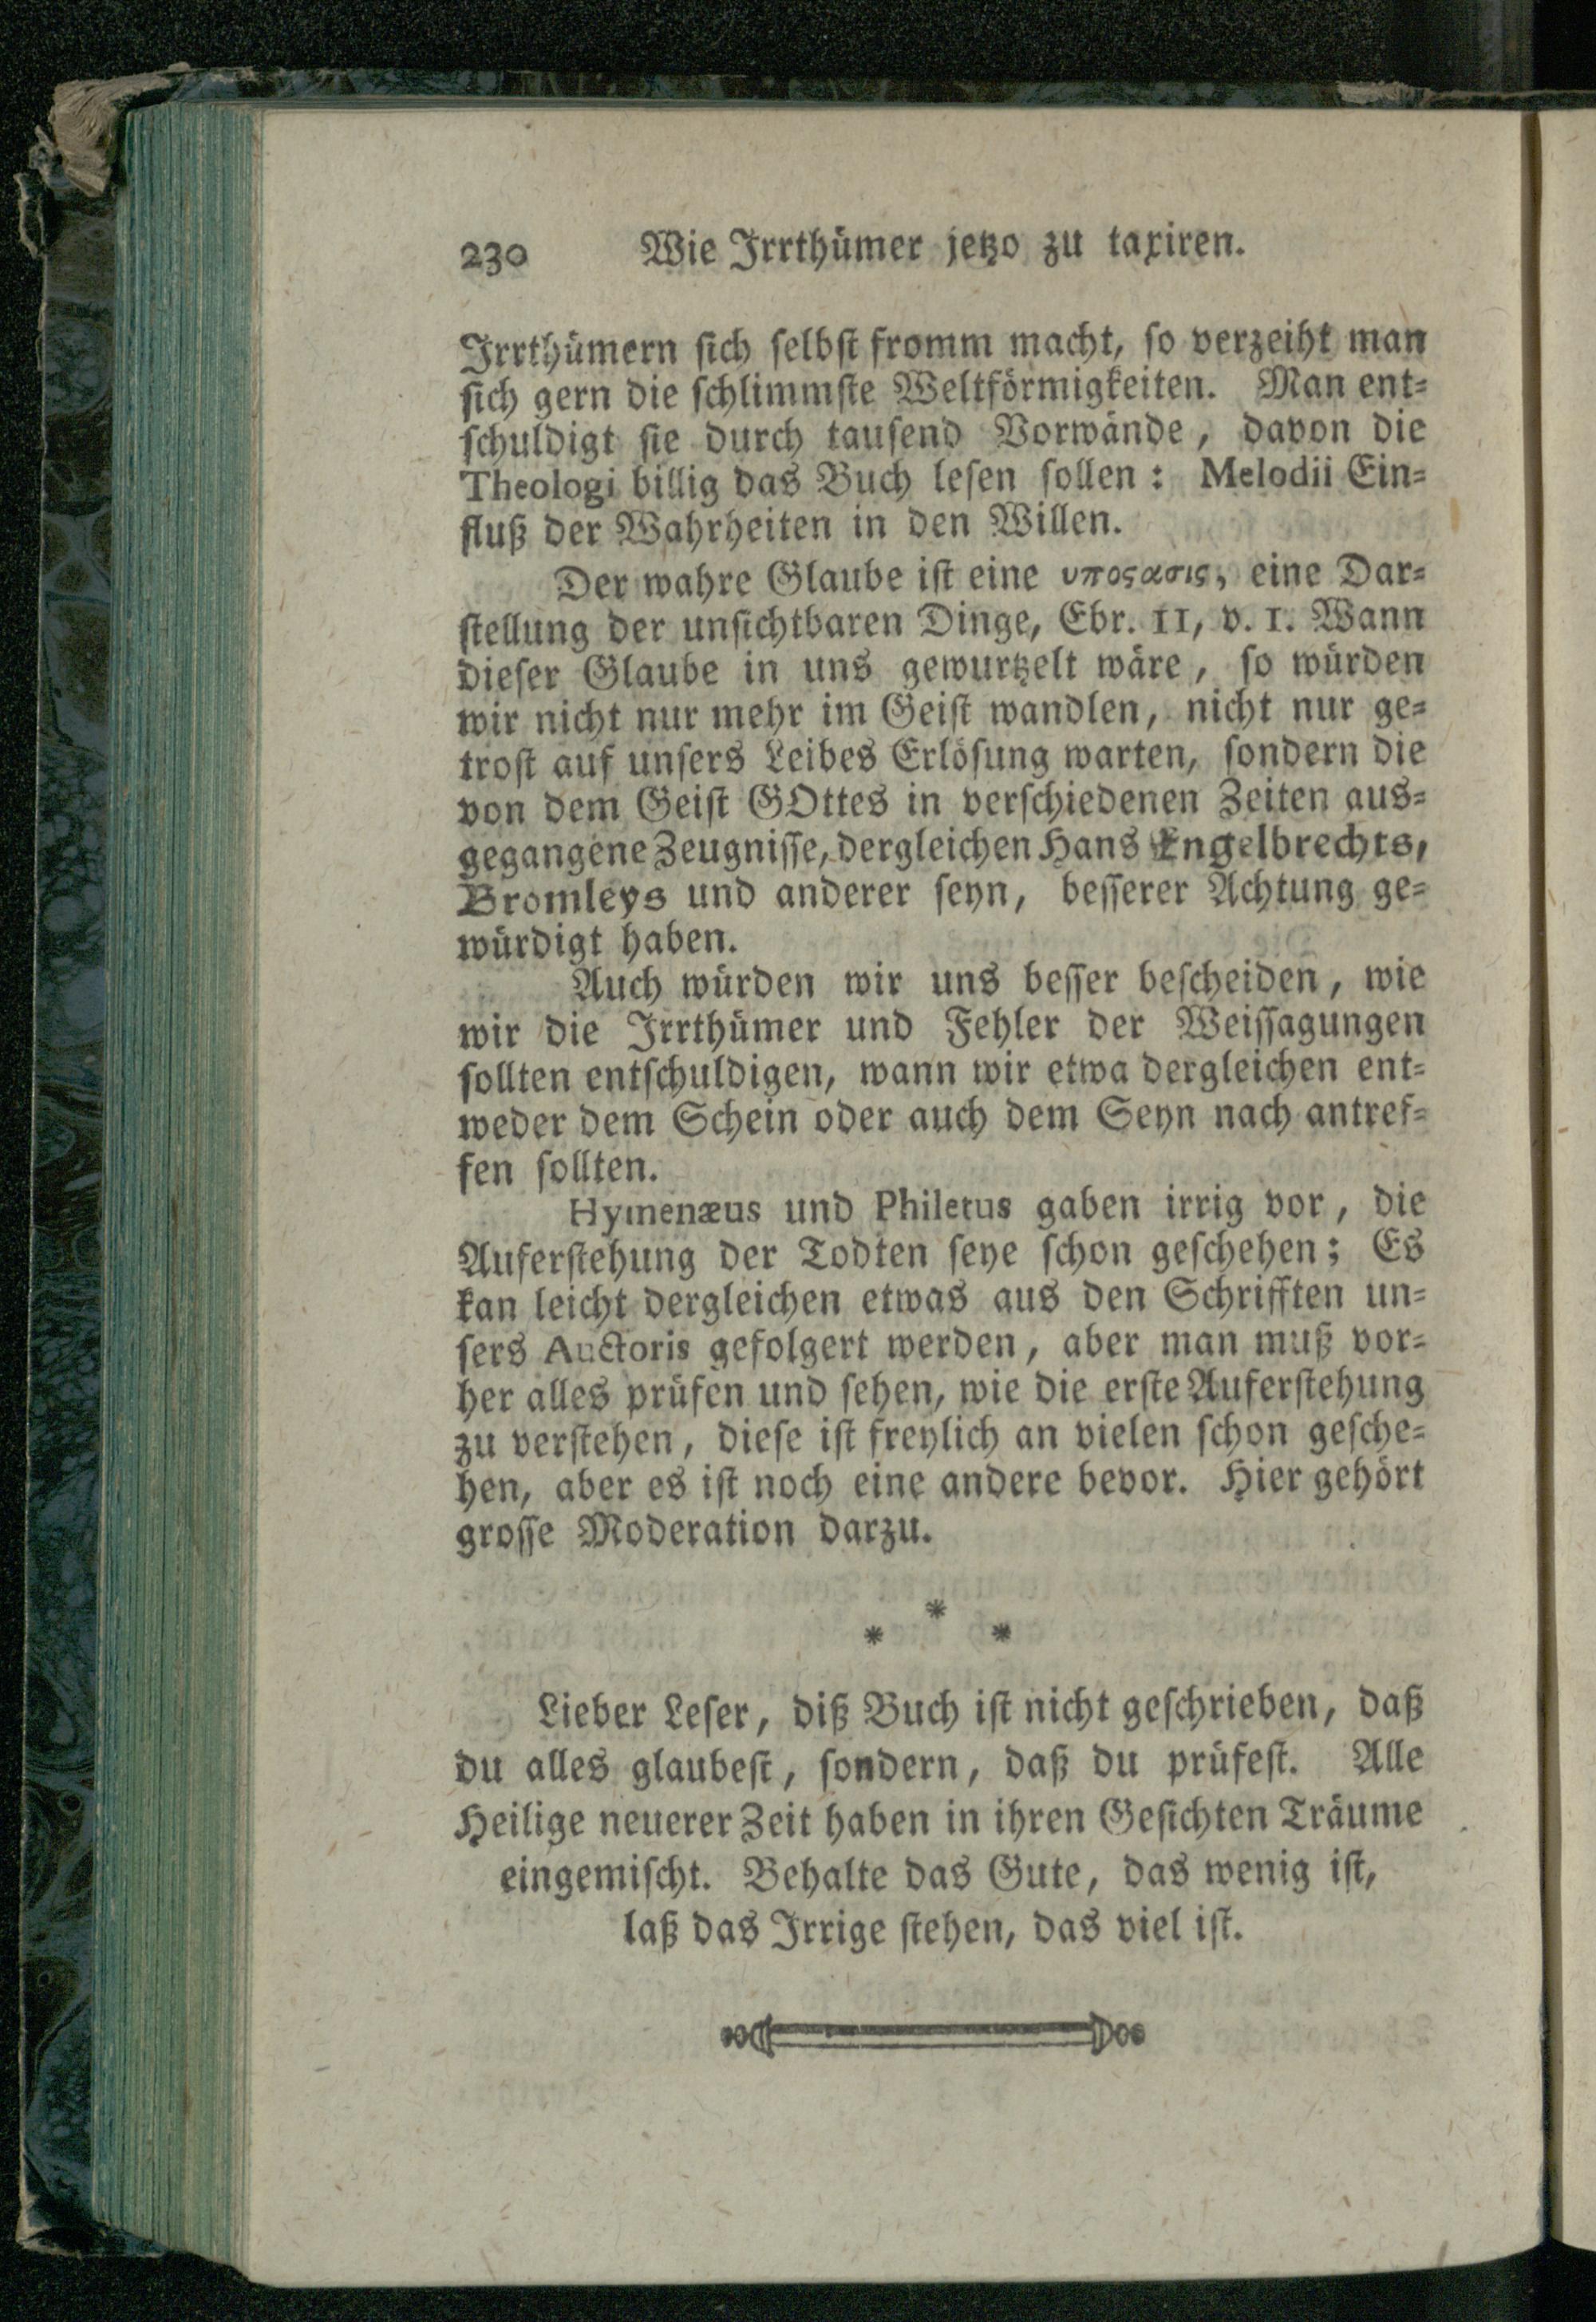 230 Wie Irrthümer jetzo zu taxiren.
Irrthümern ſich ſelbſt fromm macht, ſo verzeiht man
ſich gern die ſchlimmſte Weltförmigkeiten. Man ent⸗
ſchuldigt ſie durch tauſend Vorwände, davon die
Theologi billig das Buch leſen ſollen: Melodii Ein⸗
fluß der Wahrheiten in den Willen.
Der wahre Glaube iſt eine υποϛασις, eine Dar⸗
ſtellung der unſichtbaren Dinge, Ebr. 11, v. 1. Wann
dieſer Glaube in uns gewurtzelt wäre, ſo würden
wir nicht nur mehr im Geiſt wandlen, nicht nur ge⸗
troſt auf unſers Leibes Erlöſung warten, ſondern die
von dem Geiſt GOttes in verſchiedenen Zeiten aus⸗
gegangene Zeugniſſe, dergleichen Hans Engelbrechts,
Bromleys und anderer ſeyn, beſſerer Achtung ge⸗
würdigt haben.
Auch würden wir uns beſſer beſcheiden, wie
wir die Irrthümer und Fehler der Weiſſagungen
ſollten entſchuldigen, wann wir etwa dergleichen ent⸗
weder dem Schein oder auch dem Seyn nach antref⸗
fen ſollten.
Hymenæus und Philetus gaben irrig vor, die
Auferſtehung der Todten ſeye ſchon geſchehen; Es
kan leicht dergleichen etwas aus den Schrifften un⸗
ſers Auctoris gefolgert werden, aber man muß vor⸗
her alles prüfen und ſehen, wie die erſte Auferſtehung
zu verſtehen, dieſe iſt freylich an vielen ſchon geſche⸗
hen, aber es iſt noch eine andere bevor. Hier gehört
groſſe Moderation darzu.
* * *
Lieber Leſer, diß Buch iſt nicht geſchrieben, daß
du alles glaubeſt, ſondern, daß du prüfeſt. Alle
Heilige neuerer Zeit haben in ihren Geſichten Träume
eingemiſcht. Behalte das Gute, das wenig iſt,
laß das Irrige ſtehen, das viel iſt.